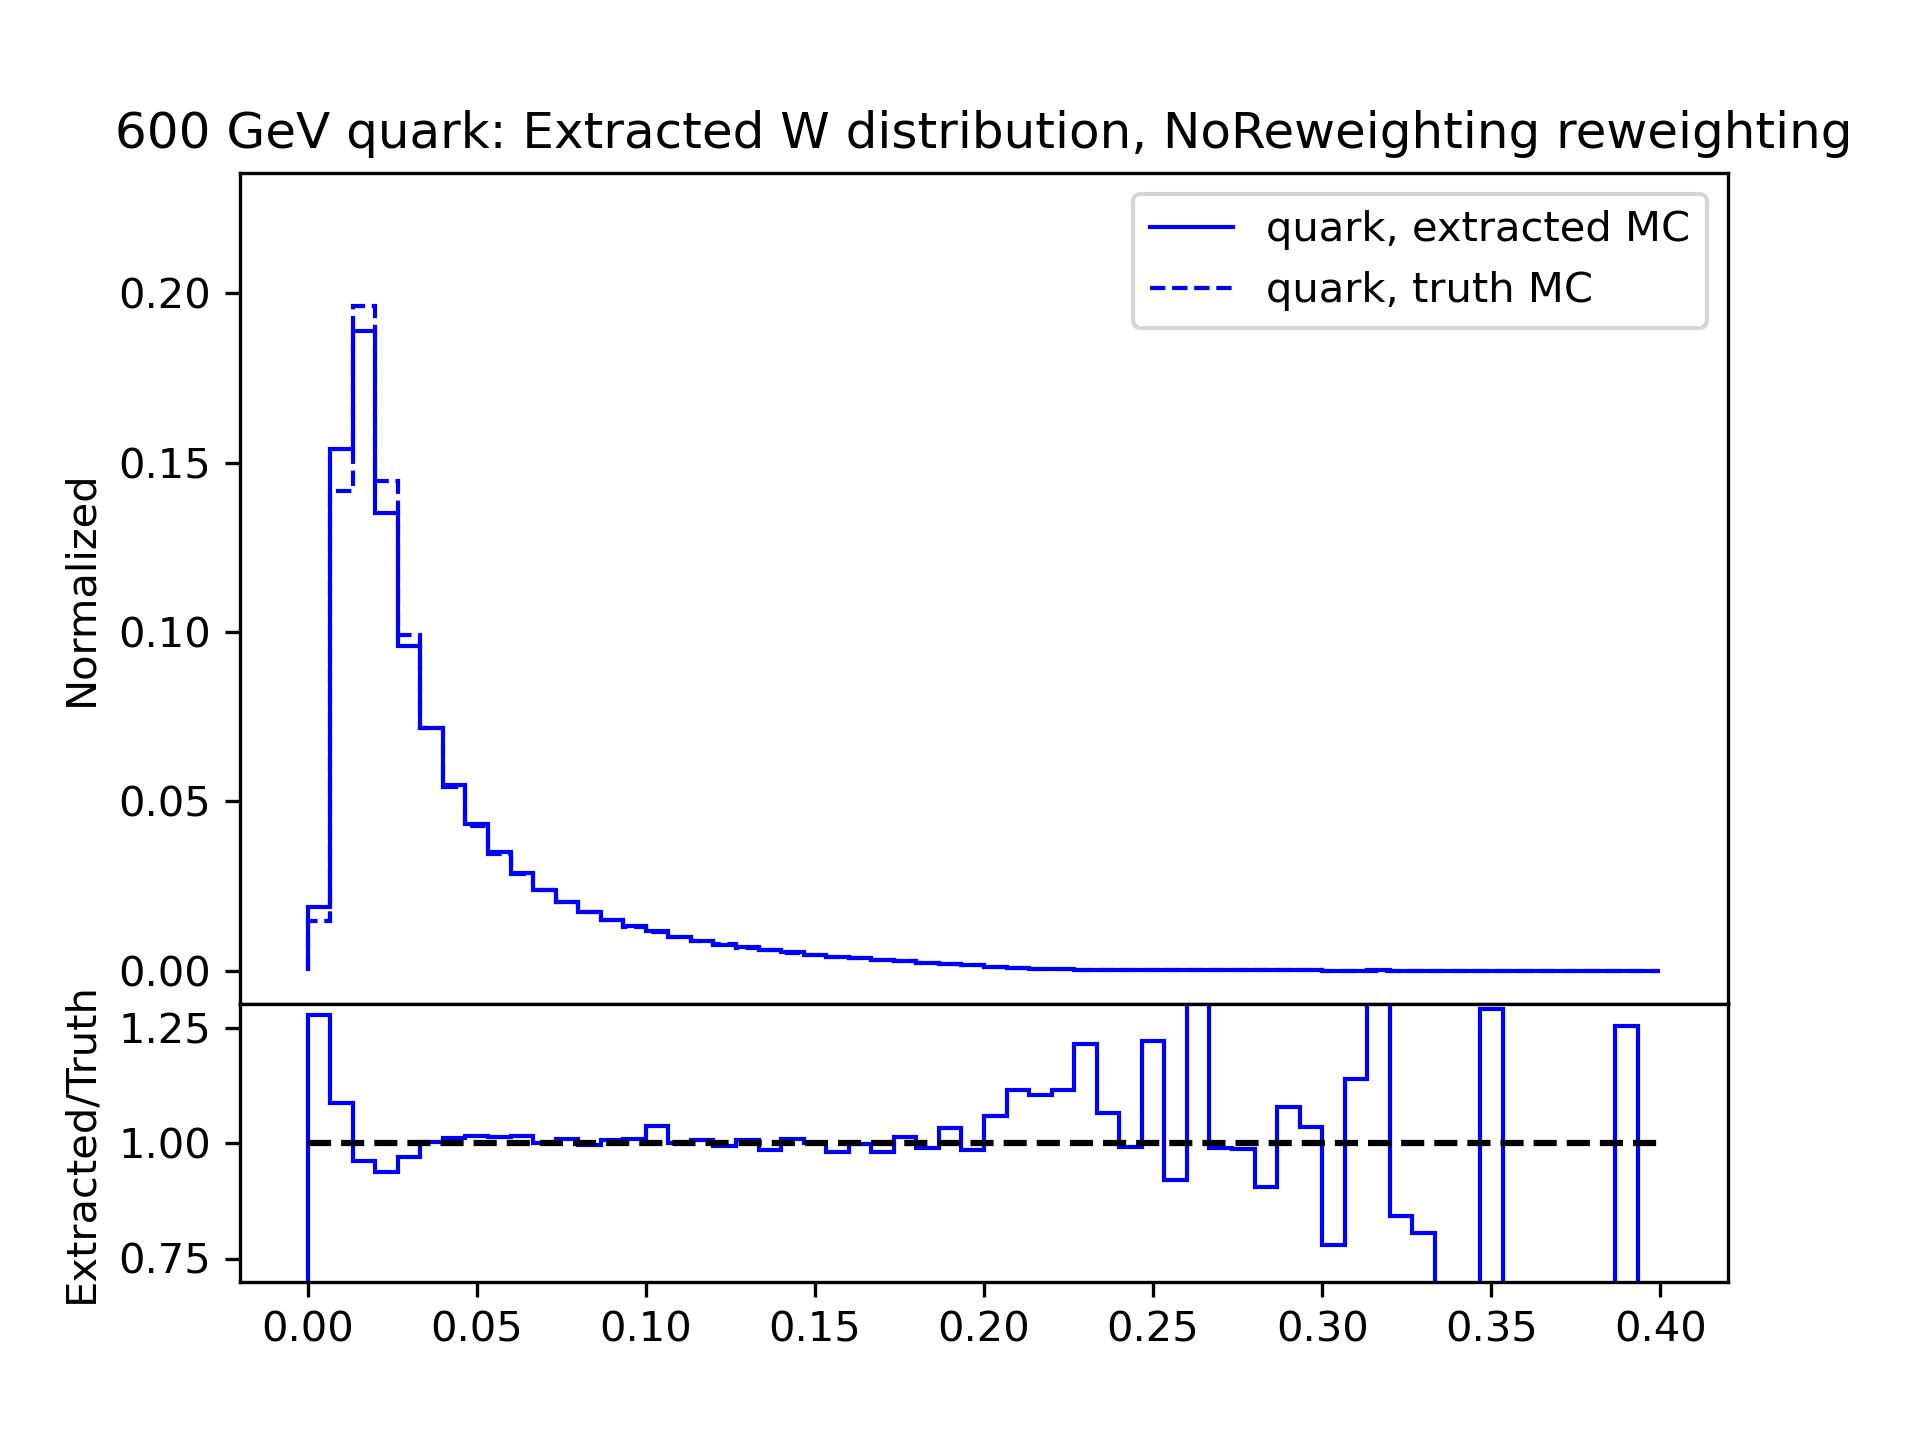 600 GeV quark: Extracted W distribution, NoReweighting reweighting
quark, extracted MC
quark, truth MC
Normalized
0.20
0.15
0.10
0.05
0.00
Extracted/Truth
1.25
1.00
0.75
0.00 0.05 0.10 0.15 0.20 0.25 0.30 0.35 0.40